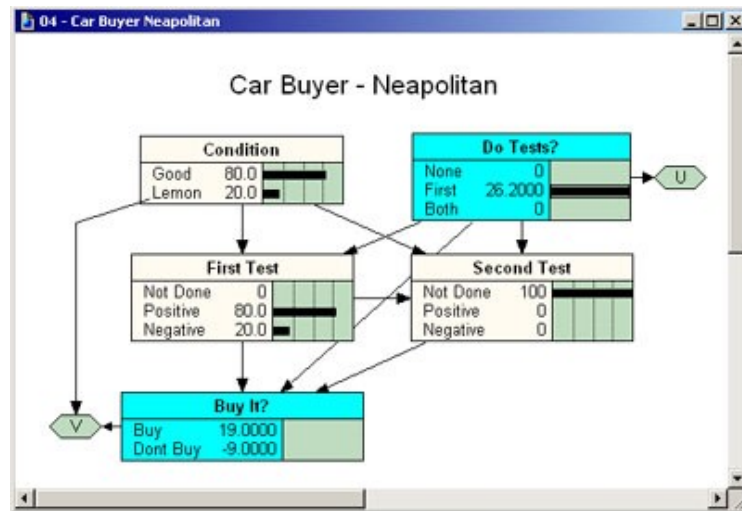 04 - Car Buyer Neapolitan
Car Buyer - Neapolitan
Condition
Good 80.0
Lemon 20.0
Do Tests?
None 0
First 26.2000
Both 0
U
First Test
Not Done 0
Positive 80.0
Negative 20.0
Second Test
Not Done 100
Positive 0
Negative 0
Buy It?
Buy 19.0000
Dont Buy -9.0000
V